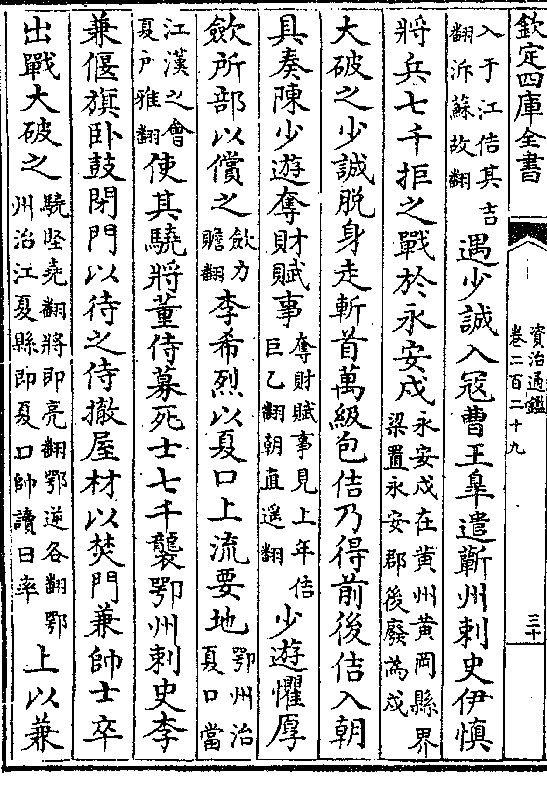 欽定四庫全書
資治通鑑
卷二百二十九
三十
入于江佶其吉
翻泝蘇故翻
遇少誠入宼曹王臯遣蘄州刺史伊慎
將兵七千拒之戰於永安戍
永安戍在黄州黄岡縣界
梁置永安郡後廢為戍
大破之少誠脱身走斬首萬級包佶乃得前後佶入朝
具奏陳少遊奪財賦事
奪財賦事見上年佶
巨乙翻朝直遥翻
少遊懼厚
斂所部以償之
斂力
贍翻
李希烈以夏口上流要地
鄂州治
夏口當
江漢之會
夏戸雅翻
使其驍將董侍募死士七千襲鄂州刺史李
兼偃旗卧鼓閉門以待之侍撤屋材以焚門兼帥士卒
出戰大破之
驍堅堯翻將即亮翻鄂逆各翻鄂
州治江夏縣即夏口帥讀曰率
上以兼